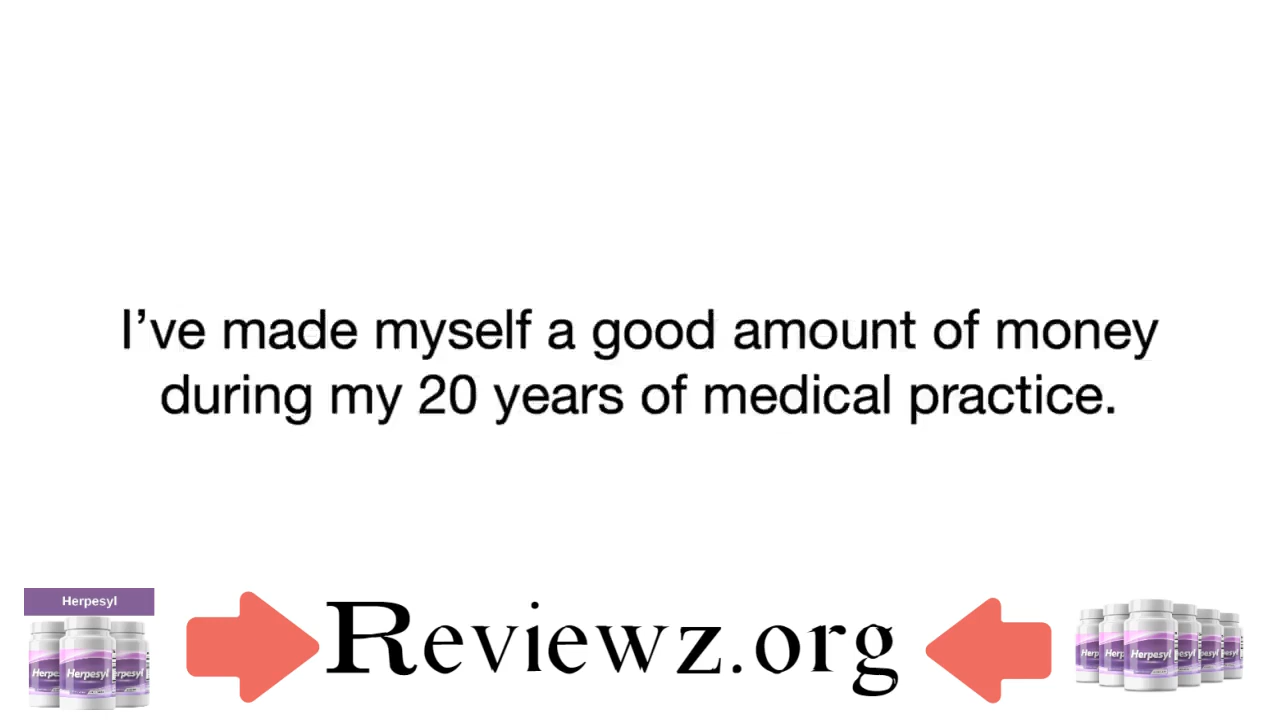 I've made myself a good amount of money
during my 20 years of medical practice.
Herpesyl
Reviewz.org
Herpesyl
Herpesyl